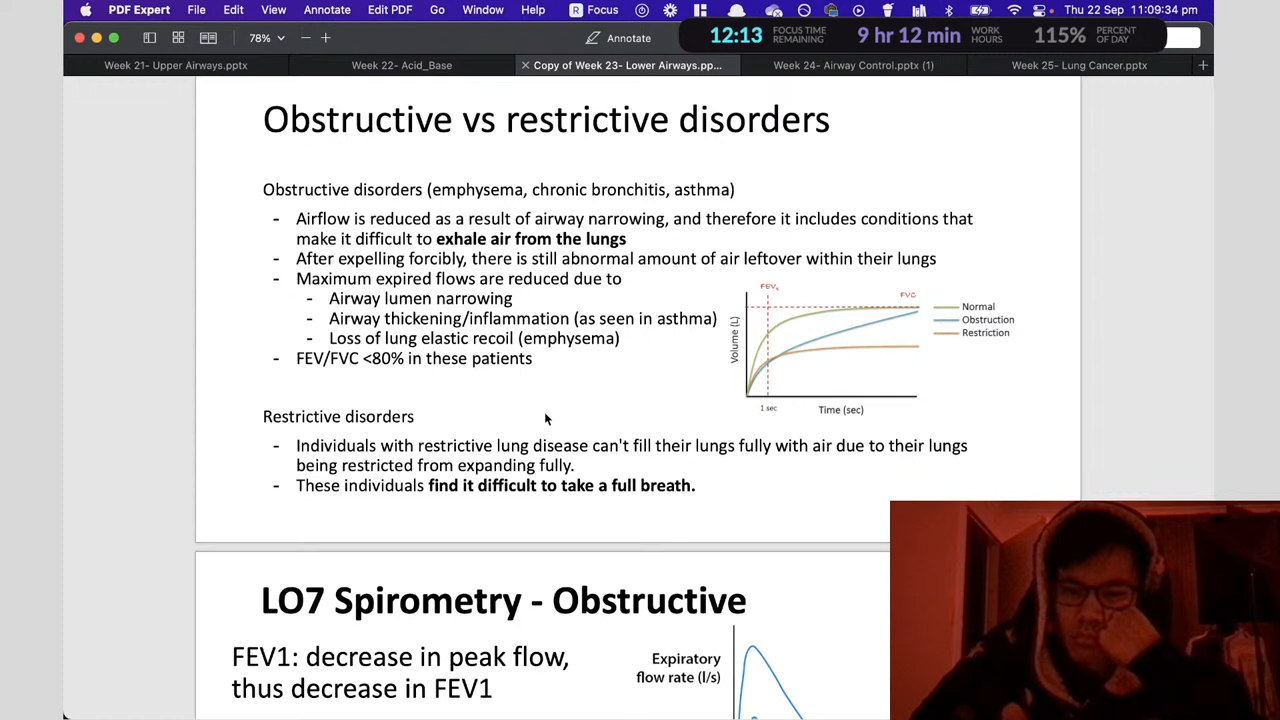 PDF Expert File Edit View Annotate Edit PDF Go Window Help R Focus Thu 22 Sep 11:09:34 pm
78% Annotate 12:13 FOCUS TIME REMAINING 9 hr 12 min WORK HOURS 115% PERCENT OF DAY
Week 21- Upper Airways.pptx Week 22- Acid_Base Copy of Week 23- Lower Airways.pp... Week 24- Airway Control.pptx (1) Week 25- Lung Cancer.pptx
Obstructive vs restrictive disorders
Obstructive disorders (emphysema, chronic bronchitis, asthma)
- Airflow is reduced as a result of airway narrowing, and therefore it includes conditions that
make it difficult to exhale air from the lungs
- After expelling forcibly, there is still abnormal amount of air leftover within their lungs
- Maximum expired flows are reduced due to
- Airway lumen narrowing
- Airway thickening/inflammation (as seen in asthma)
- Loss of lung elastic recoil (emphysema)
- FEV/FVC <80% in these patients
FEV₁
FVC
Volume (L)
1 sec
Time (sec)
Normal
Obstruction
Restriction
Restrictive disorders
- Individuals with restrictive lung disease can't fill their lungs fully with air due to their lungs
being restricted from expanding fully.
- These individuals find it difficult to take a full breath.
LO7 Spirometry - Obstructive
FEV1: decrease in peak flow,
thus decrease in FEV1
Expiratory
flow rate (l/s)